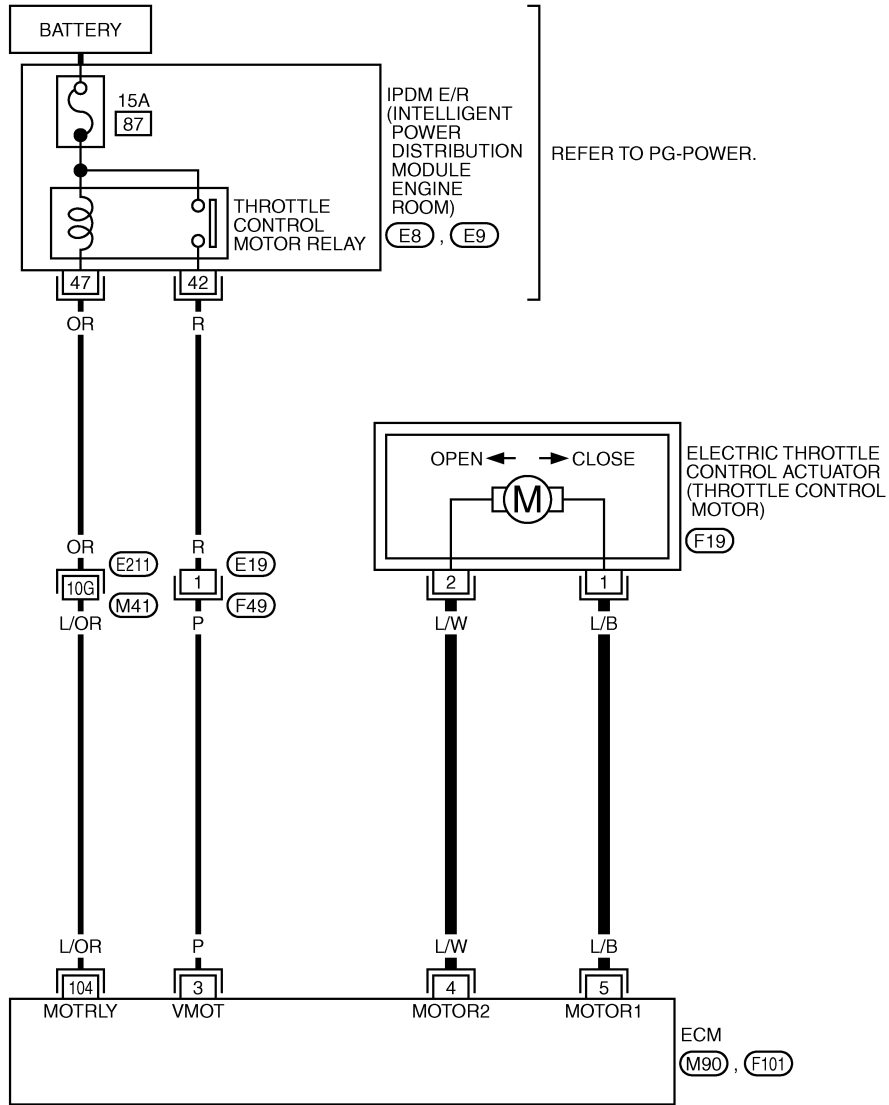 BATTERY
15A
87
IPDM E/R
(INTELLIGENT
POWER
DISTRIBUTION
MODULE
ENGINE
ROOM)
E8 , E9
REFER TO PG-POWER.
THROTTLE
CONTROL
MOTOR RELAY
47
42
OR
R
OPEN
CLOSE
M
ELECTRIC THROTTLE
CONTROL ACTUATOR
(THROTTLE CONTROL
MOTOR)
F19
OR
R
10G
E211
M41
1
E19
F49
2
1
L/OR
P
L/W
L/B
L/OR
P
L/W
L/B
104
3
4
5
MOTRLY
VMOT
MOTOR2
MOTOR1
ECM
M90 , F101